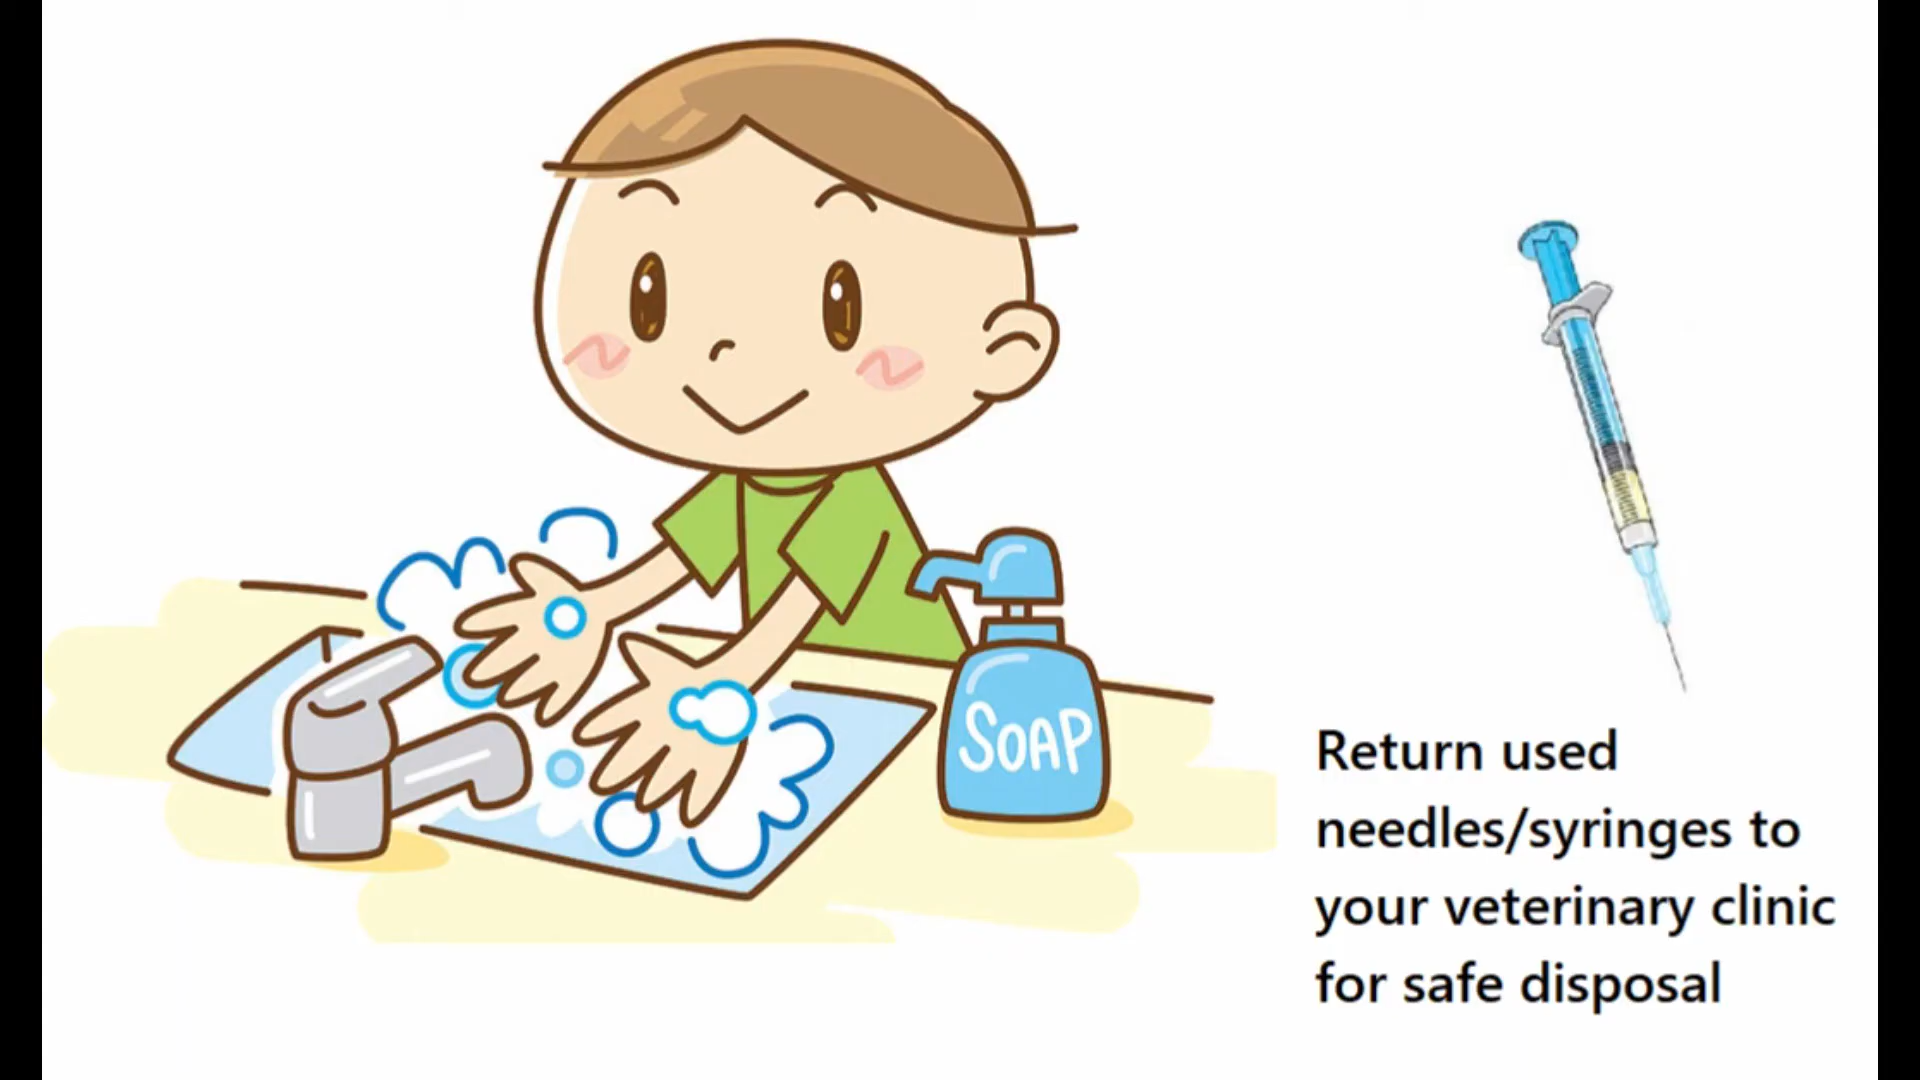 SOAP
Return used
needles/syringes to
your veterinary clinic
for safe disposal